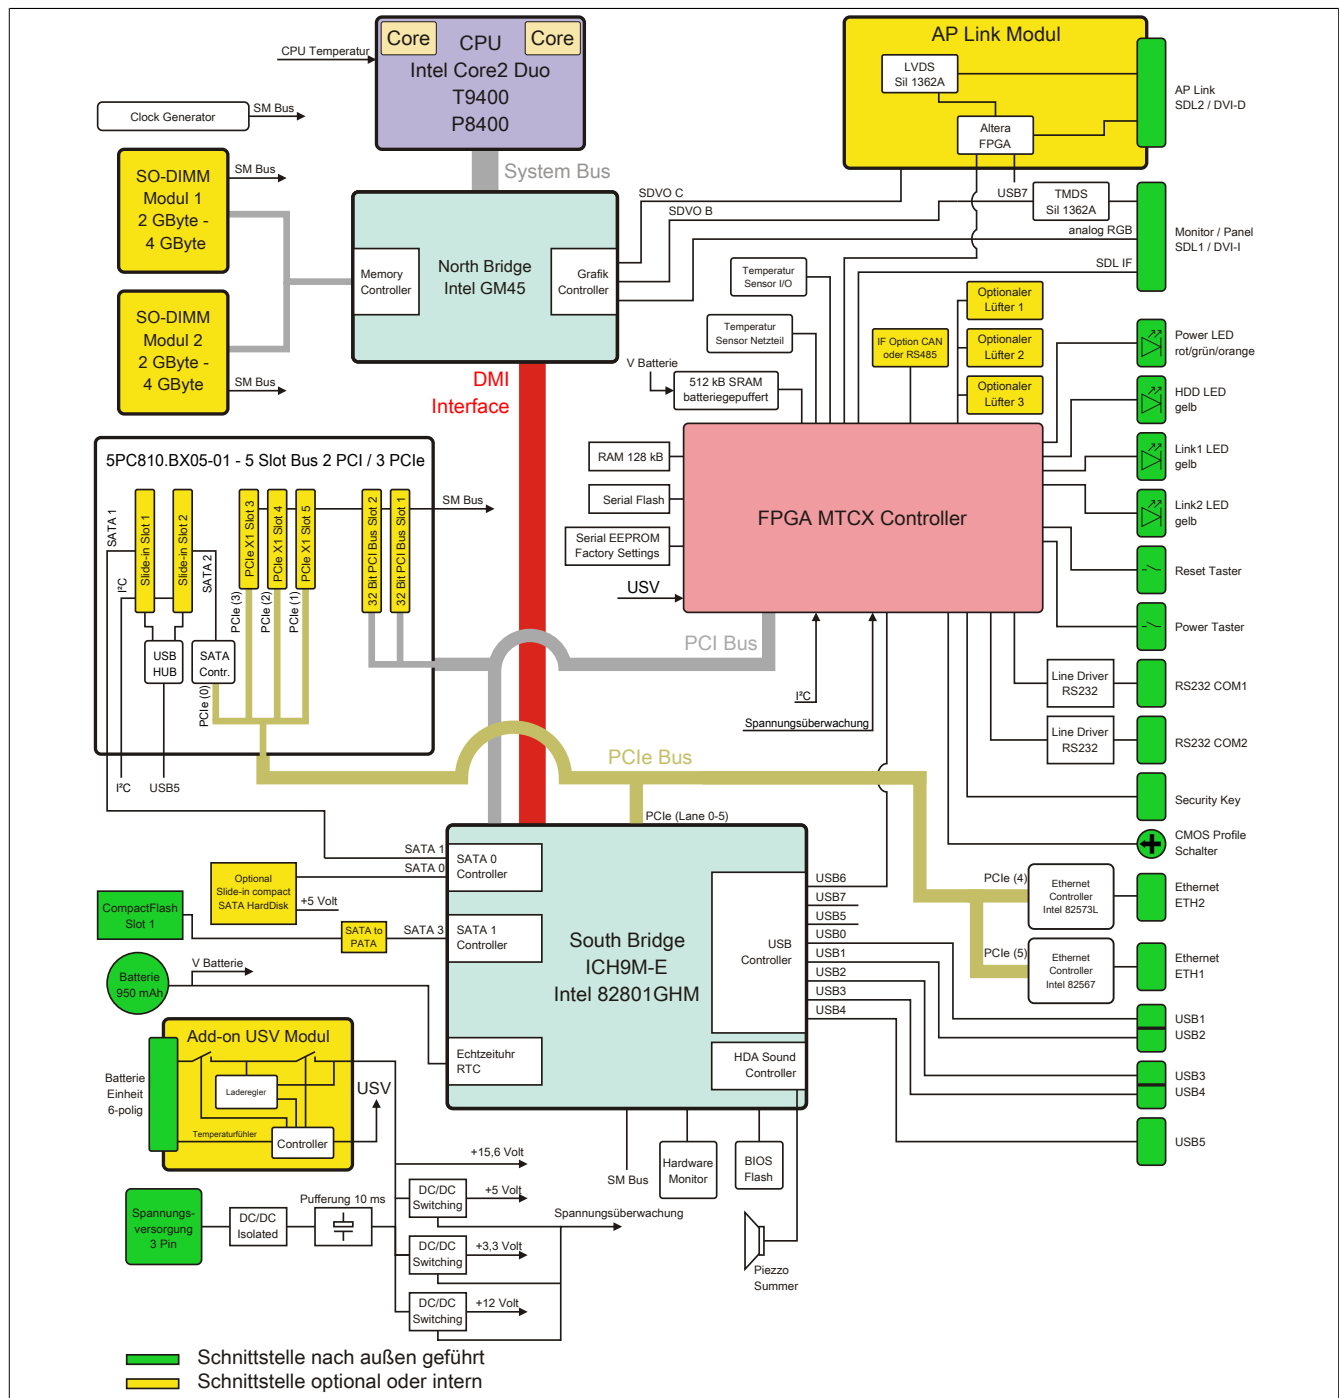 Core
CPU
Core
Intel Core2 Duo
T9400
P8400
CPU Temperatur
Clock Generator
SM Bus
SO-DIMM
Modul 1
2 GByte -
4 GByte
SM Bus
SO-DIMM
Modul 2
2 GByte -
4 GByte
SM Bus
System Bus
Memory
Controller
North Bridge
Intel GM45
Grafik
Controller
SDVO C
SDVO B
analog RGB
SDL IF
USB7
AP Link Modul
LVDS
Sil 1362A
Altera
FPGA
TMDS
Sil 1362A
AP Link
SDL2 / DVI-D
Monitor / Panel
SDL1 / DVI-I
DMI
Interface
Temperatur
Sensor I/O
Temperatur
Sensor Netzteil
V Batterie
512 kB SRAM
batteriegepuffert
IF Option CAN
oder RS485
Optionaler
Lüfter 1
Optionaler
Lüfter 2
Optionaler
Lüfter 3
RAM 128 kB
Serial Flash
Serial EEPROM
Factory Settings
USV
FPGA MTCX Controller
Power LED
rot/grün/orange
HDD LED
gelb
Link1 LED
gelb
Link2 LED
gelb
Reset Taster
Power Taster
Line Driver
RS232
RS232 COM1
Line Driver
RS232
RS232 COM2
Security Key
CMOS Profile
Schalter
5PC810.BX05-01 - 5 Slot Bus 2 PCI / 3 PCIe
SATA 1
I²C
Slide-in Slot 1
Slide-in Slot 2
SATA 2
PCIe X1 Slot 3
PCIe X1 Slot 4
PCIe X1 Slot 5
32 Bit PCI Bus Slot 2
32 Bit PCI Bus Slot 1
SM Bus
PCIe (3)
PCIe (2)
PCIe (1)
PCIe (0)
USB
HUB
SATA
Contr.
I²C
USB5
PCI Bus
I²C
Spannungsüberwachung
PCIe Bus
PCIe (Lane 0-5)
SATA 1
SATA 0
SATA 0
Controller
Optional
Slide-in compact
SATA HardDisk
+5 Volt
CompactFlash
Slot 1
SATA to
PATA
SATA 3
SATA 1
Controller
Batterie
950 mAh
V Batterie
Echtzeituhr
RTC
South Bridge
ICH9M-E
Intel 82801GHM
USB
Controller
HDA Sound
Controller
USB6
USB7
USB5
USB0
USB1
USB2
USB3
USB4
PCIe (4)
Ethernet
Controller
Intel 82573L
Ethernet
ETH2
PCIe (5)
Ethernet
Controller
Intel 82567
Ethernet
ETH1
USB1
USB2
USB3
USB4
USB5
Add-on USV Modul
Batterie
Einheit
6-polig
Laderegler
Temperaturfühler
Controller
USV
SM Bus
Hardware
Monitor
BIOS
Flash
Piezzo
Summer
Spannungs-
versorgung
3 Pin
DC/DC
Isolated
Pufferung 10 ms
+15,6 Volt
DC/DC
Switching
+5 Volt
Spannungsüberwachung
DC/DC
Switching
+3,3 Volt
DC/DC
Switching
+12 Volt
Schnittstelle nach außen geführt
Schnittstelle optional oder intern